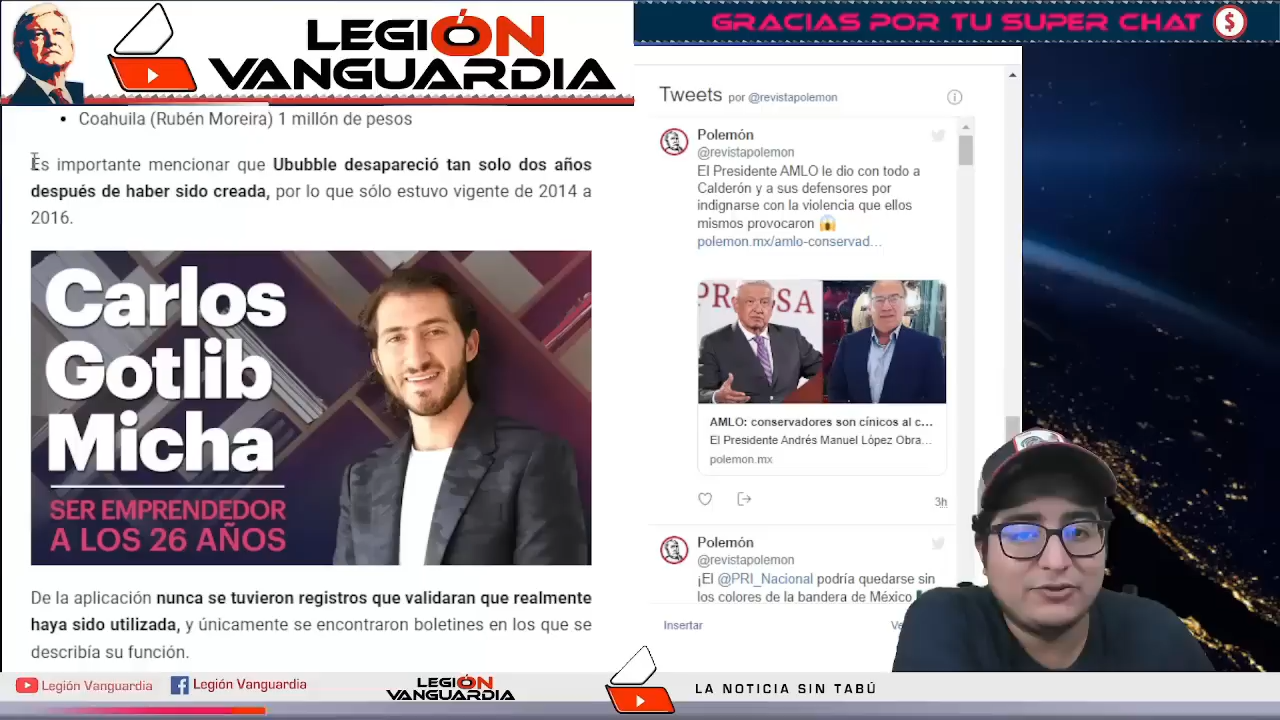 LEGIÓN
VANGUARDIA
GRACIAS POR TU SUPER CHAT
$
• Coahuila (Rubén Moreira) 1 millón de pesos
Es importante mencionar que Ububble desapareció tan solo dos años
después de haber sido creada, por lo que sólo estuvo vigente de 2014 a
2016.
Carlos
Gotlib
Micha
SER EMPRENDEDOR
A LOS 26 AÑOS
De la aplicación nunca se tuvieron registros que validaran que realmente
haya sido utilizada, y únicamente se encontraron boletines en los que se
describía su función.
Tweets por @revistapolemon
Polemón
@revistapolemon
El Presidente AMLO le dio con todo a
Calderón y a sus defensores por
indignarse con la violencia que ellos
mismos provocaron 😱
polemon.mx/amlo-conservad…
PR SA
AMLO: conservadores son cínicos al c...
El Presidente Andrés Manuel López Obra...
polemon.mx
3h
Polemón
@revistapolemon
¡El @PRI_Nacional podría quedarse sin
los colores de la bandera de México
Insertar
Legión Vanguardia
Legión Vanguardia
LEGIÓN
VANGUARDIA
LA NOTICIA SIN TABÚ